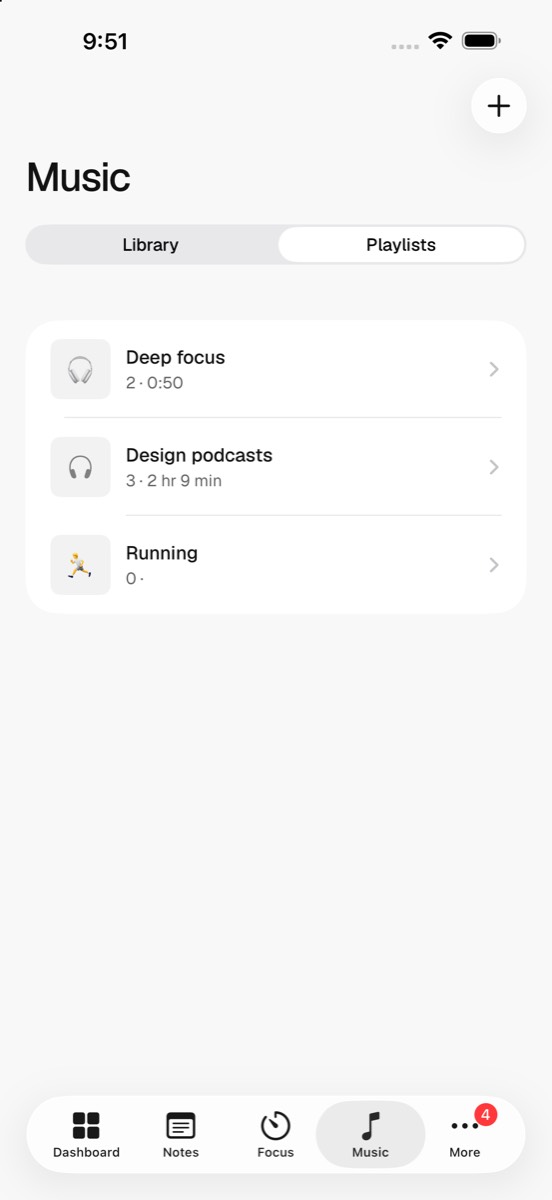 9:51
Music
Library
Playlists
Deep focus
2 · 0:50
Design podcasts
3 · 2 hr 9 min
Running
0 ·
4
Dashboard
Notes
Focus
Music
More